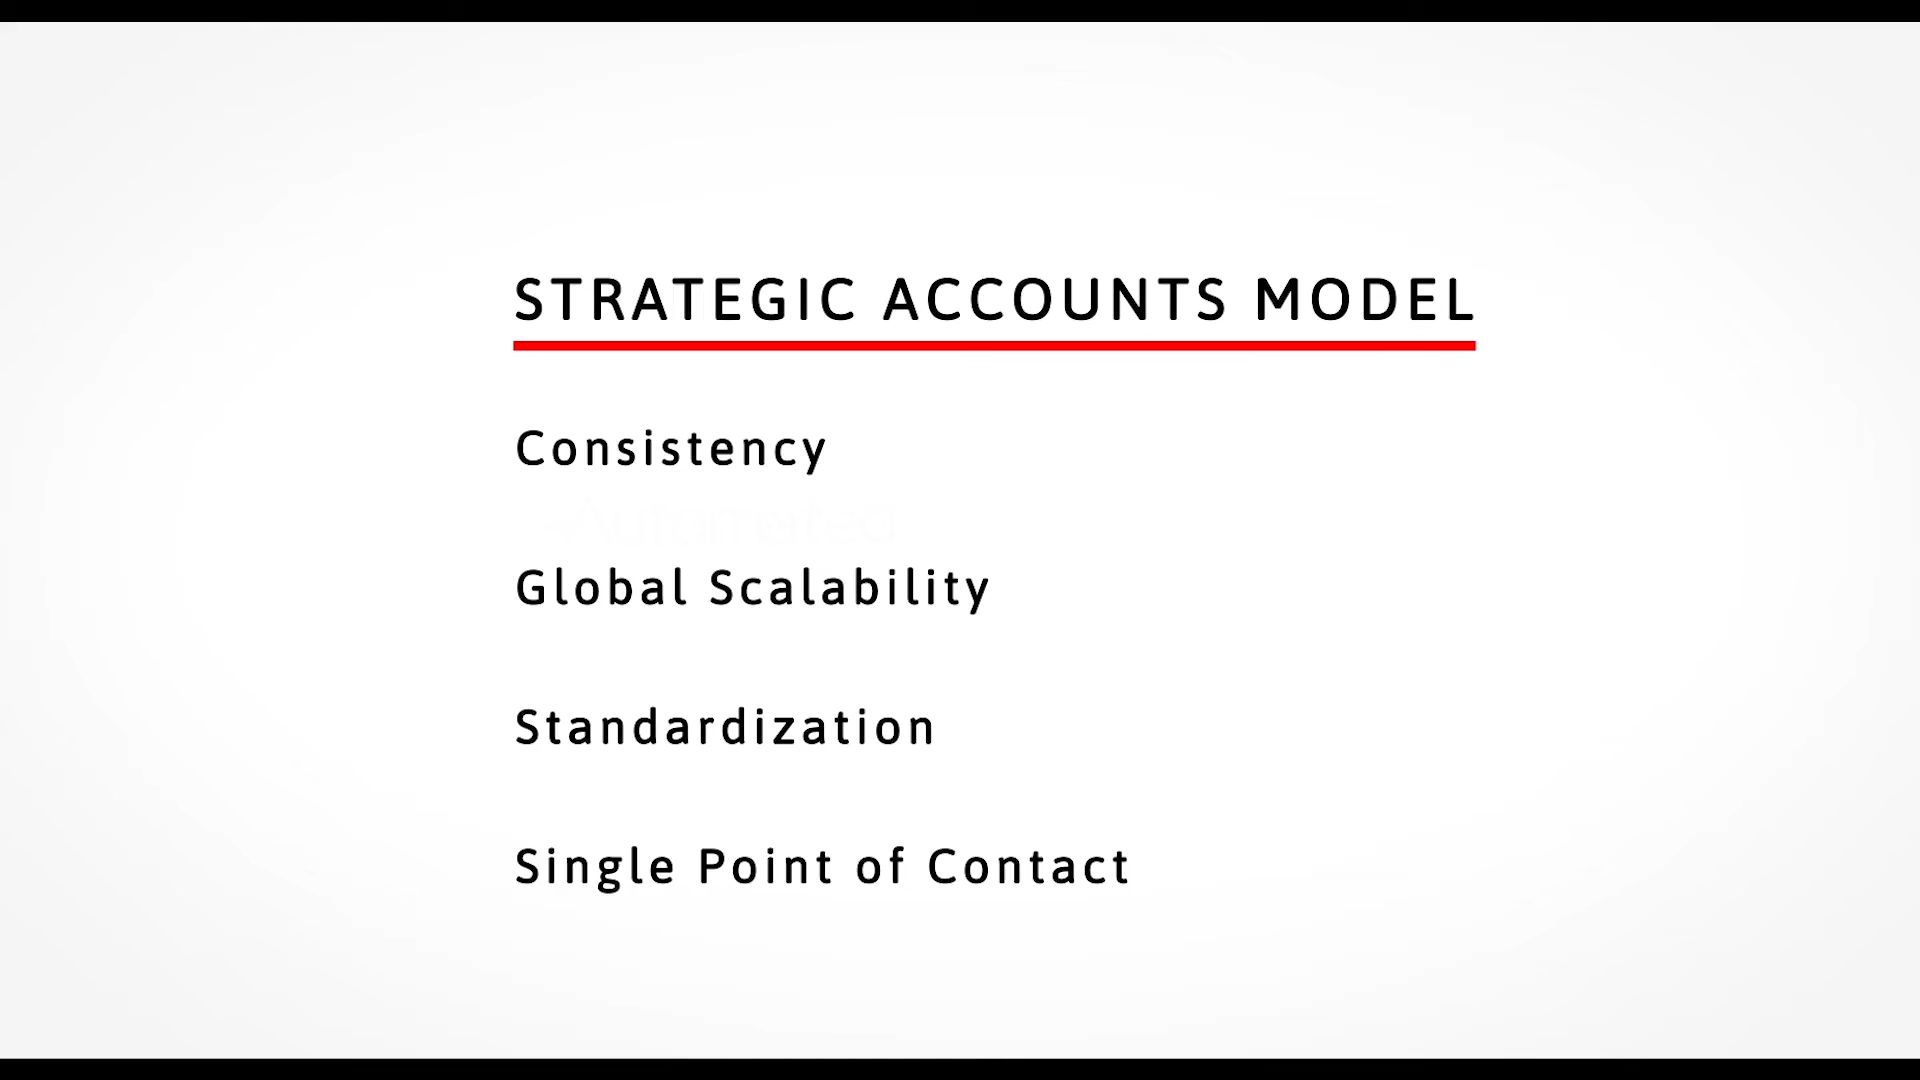 STRATEGIC ACCOUNTS MODEL
Consistency
Global Scalability
Standardization
Single Point of Contact